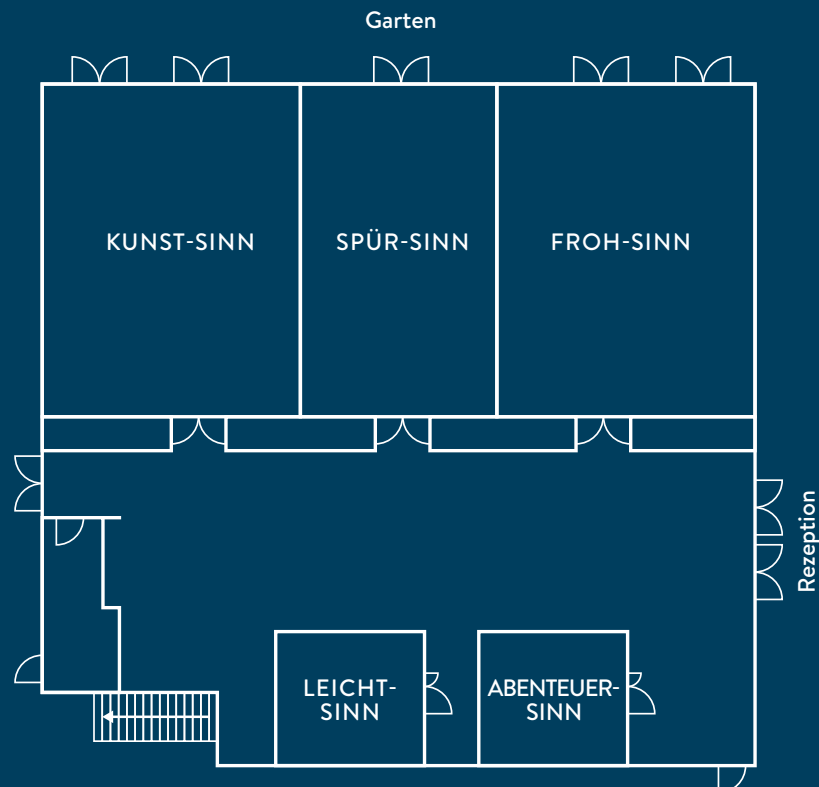 Garten
KUNST-SINN
SPÜR-SINN
FROH-SINN
Rezeption
LEICHT-
SINN
ABENTEUER-
SINN